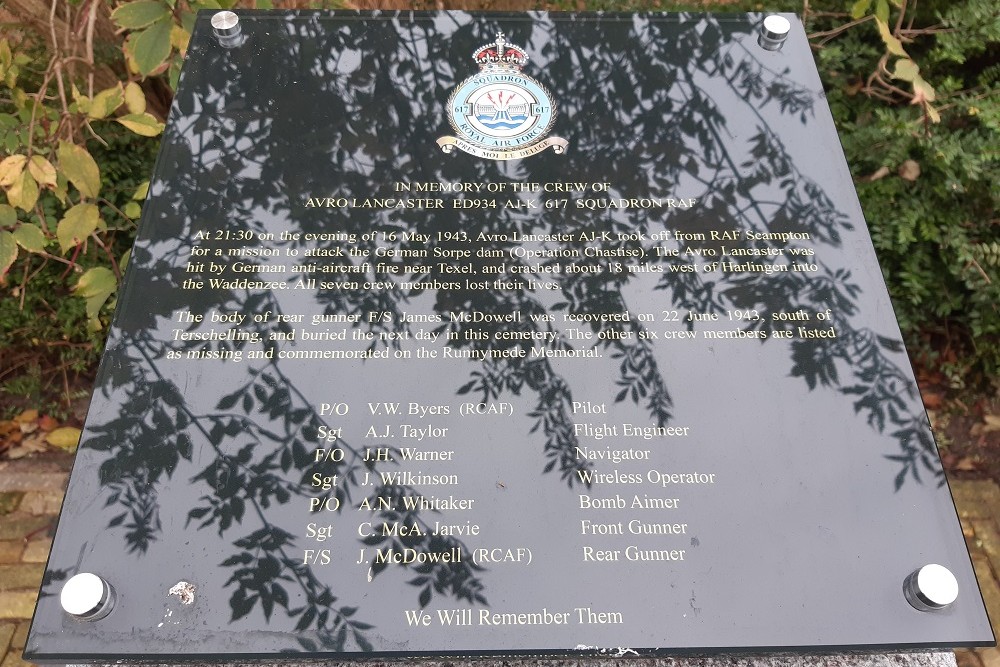 SQUADRON
617 617
ROYAL AIR FORCE
APRES MOI LE DELUGE
IN MEMORY OF THE CREW OF
AVRO LANCASTER ED934 AJ-K 617 SQUADRON RAF
At 21:30 on the evening of 16 May 1943, Avro Lancaster AJ-K took off from RAF Scampton
for a mission to attack the German Sorpe dam (Operation Chastise). The Avro Lancaster was
hit by German anti-aircraft fire near Texel, and crashed about 18 miles west of Harlingen into
the Waddenzee. All seven crew members lost their lives.
The body of rear gunner F/S James McDowell was recovered on 22 June 1943, south of
Terschelling, and buried the next day in this cemetery. The other six crew members are listed
as missing and commemorated on the Runnymede Memorial.
P/O V.W. Byers (RCAF) Pilot
Sgt A.J. Taylor Flight Engineer
F/O J.H. Warner Navigator
Sgt J. Wilkinson Wireless Operator
P/O A.N. Whitaker Bomb Aimer
Sgt C. McA. Jarvie Front Gunner
F/S J. McDowell (RCAF) Rear Gunner
We Will Remember Them